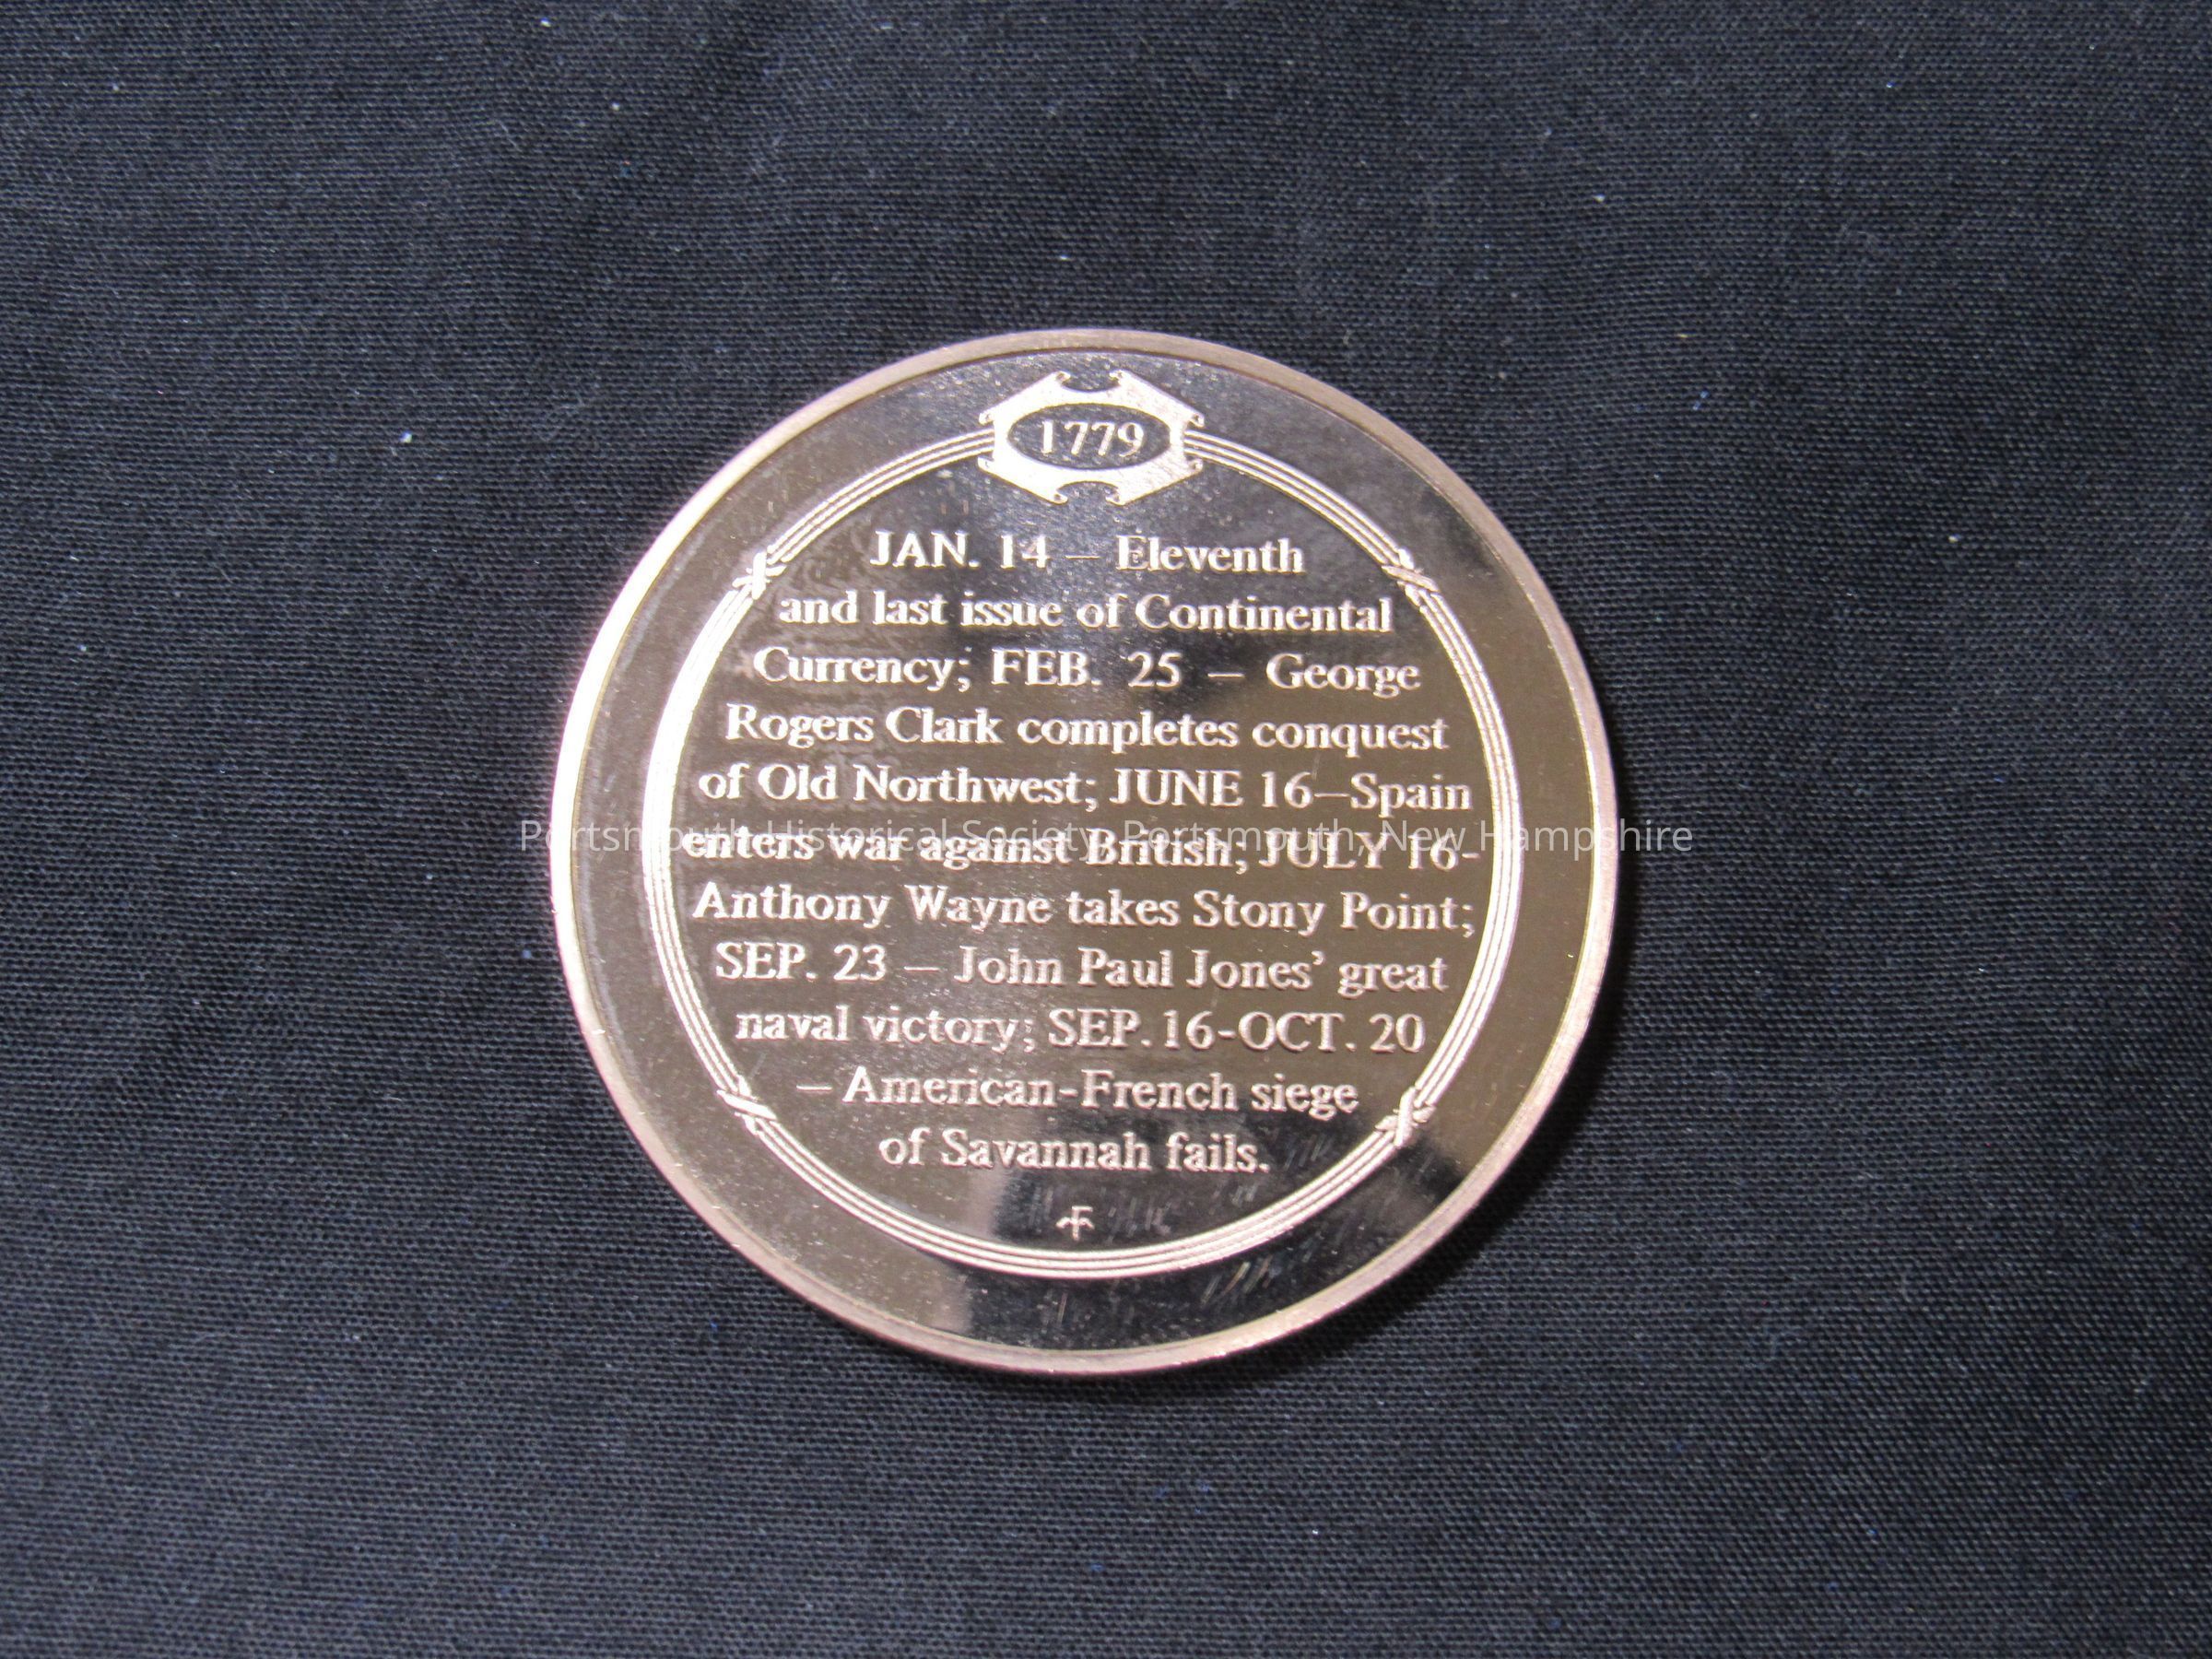 1779
JAN. 14 – Eleventh
and last issue of Continental
Currency; FEB. 25 – George
Rogers Clark completes conquest
of Old Northwest; JUNE 16–Spain
enters war against British; JULY 16-
Portsmouth Historical Society, Portsmouth, New Hampshire
Anthony Wayne takes Stony Point;
SEP. 23 – John Paul Jones’ great
naval victory; SEP. 16-OCT. 20
– American-French siege
of Savannah fails.
F